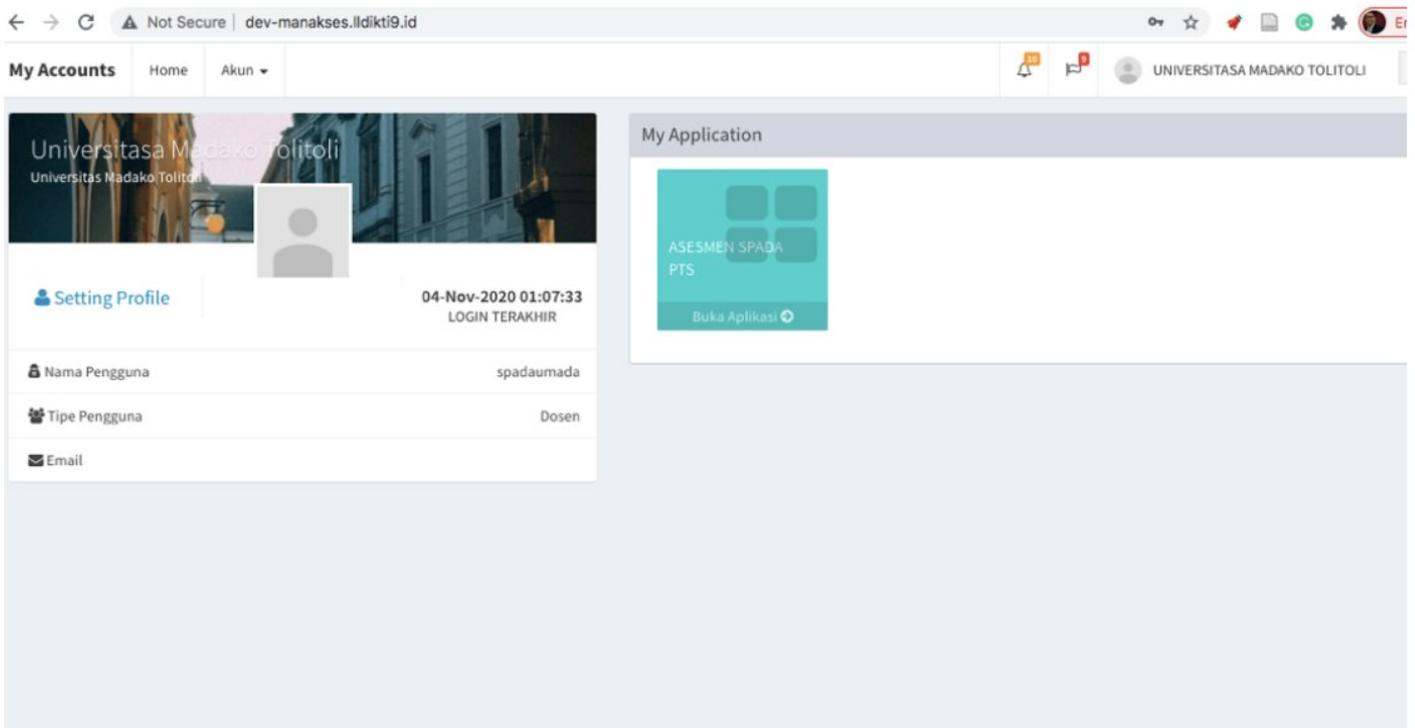 Not Secure | dev-manakses.lldikti9.id
My Accounts Home Akun 10 9 UNIVERSITASA MADAKO TOLITOLI
Universitasa Madako Tolitoli
Universitas Madako Tolitoli
Setting Profile
04-Nov-2020 01:07:33
LOGIN TERAKHIR
Nama Pengguna spadaumada
Tipe Pengguna Dosen
Email
My Application
ASESMEN SPADA
PTS
Buka Aplikasi